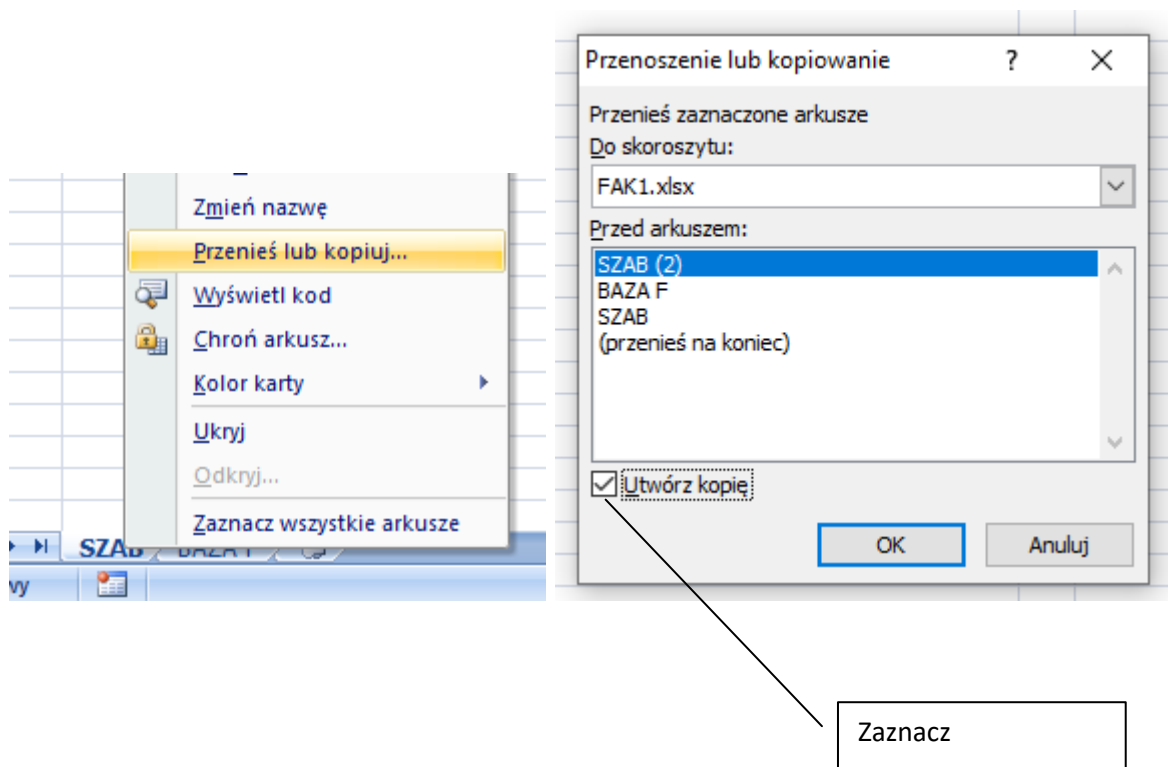 Zmień nazwę
Przenieś lub kopiuj...
Wyświetl kod
Chroń arkusz...
Kolor karty
Ukryj
Odkryj...
Zaznacz wszystkie arkusze
SZAB
Przenoszenie lub kopiowanie
?
Przenieś zaznaczone arkusze
Do skoroszytu:
FAK1.xlsx
Przed arkuszem:
SZAB (2)
BAZA F
SZAB
(przenieś na koniec)
Utwórz kopię
OK Anuluj
Zaznacz